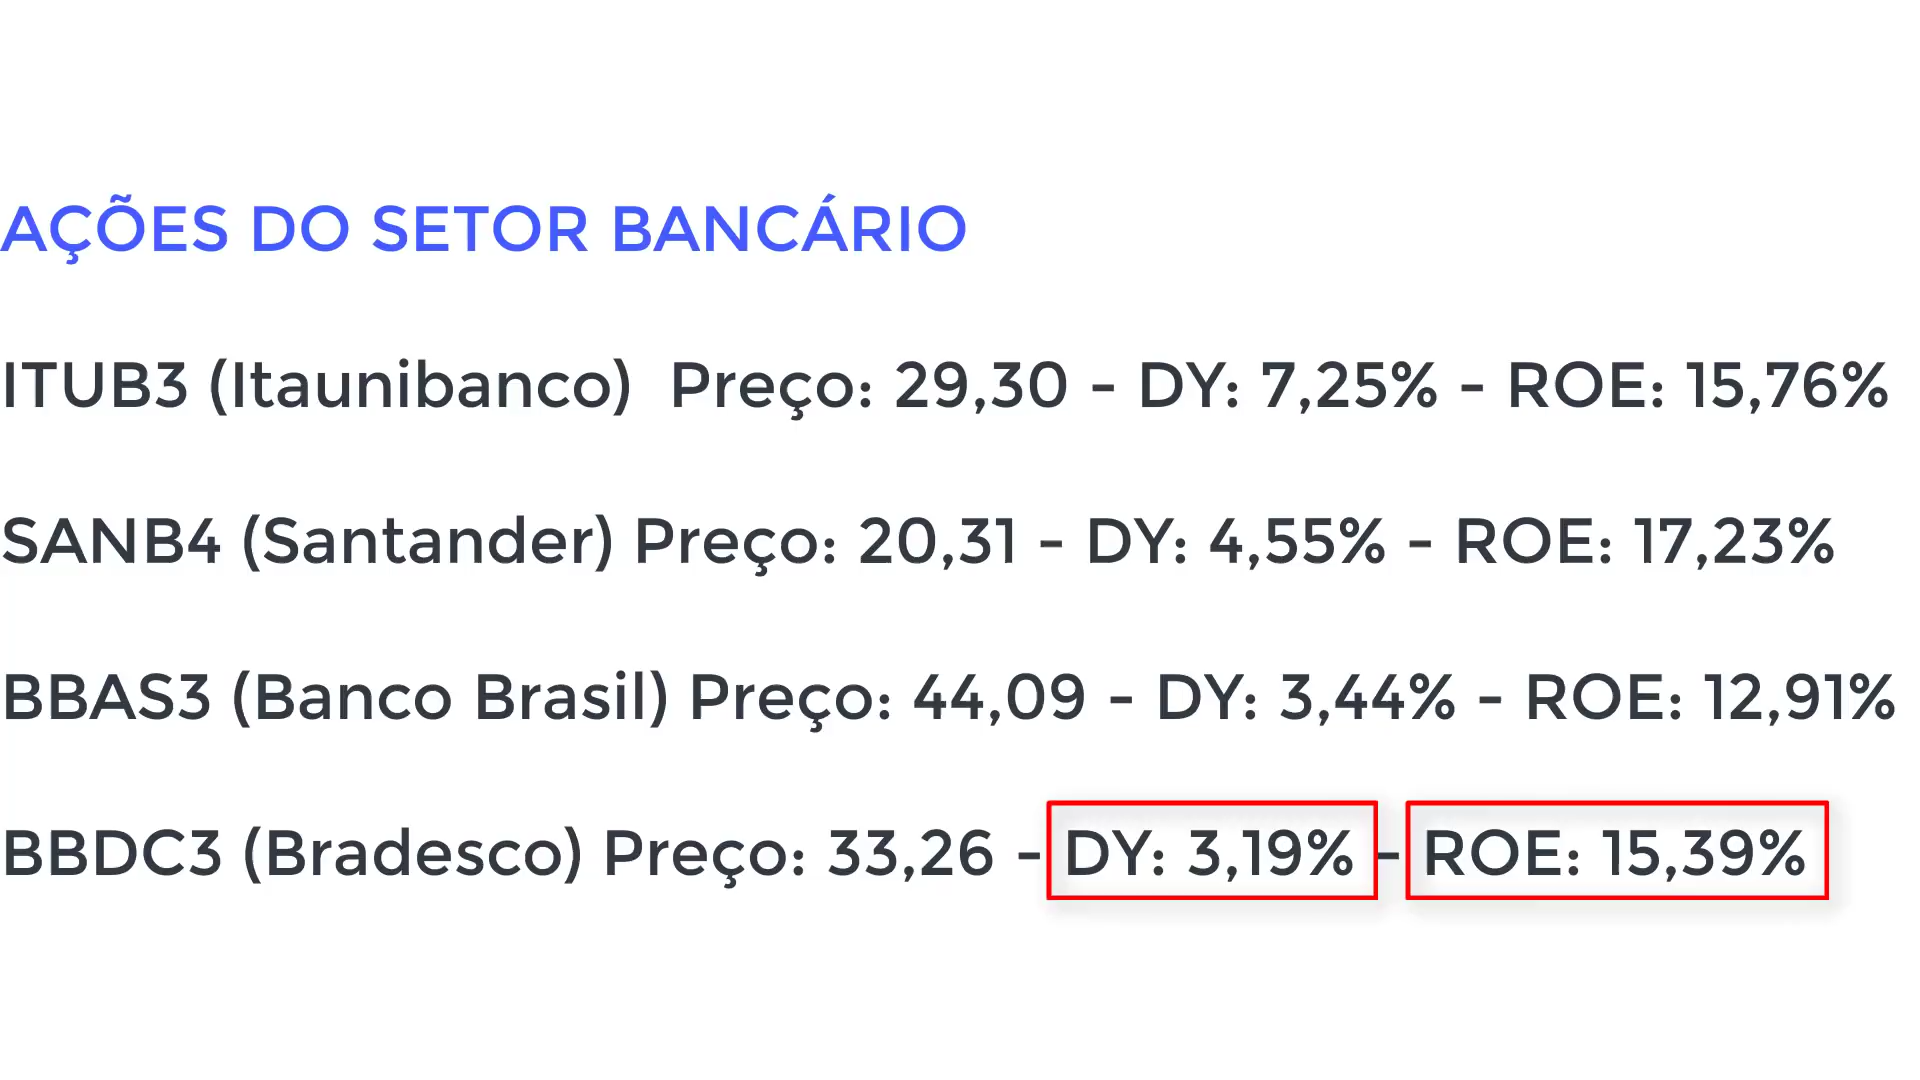 AÇÕES DO SETOR BANCÁRIO
ITUB3 (Itaunibanco) Preço: 29,30 - DY: 7,25% - ROE: 15,76%
SANB4 (Santander) Preço: 20,31 - DY: 4,55% - ROE: 17,23%
BBAS3 (Banco Brasil) Preço: 44,09 - DY: 3,44% - ROE: 12,91%
BBDC3 (Bradesco) Preço: 33,26 - DY: 3,19% - ROE: 15,39%